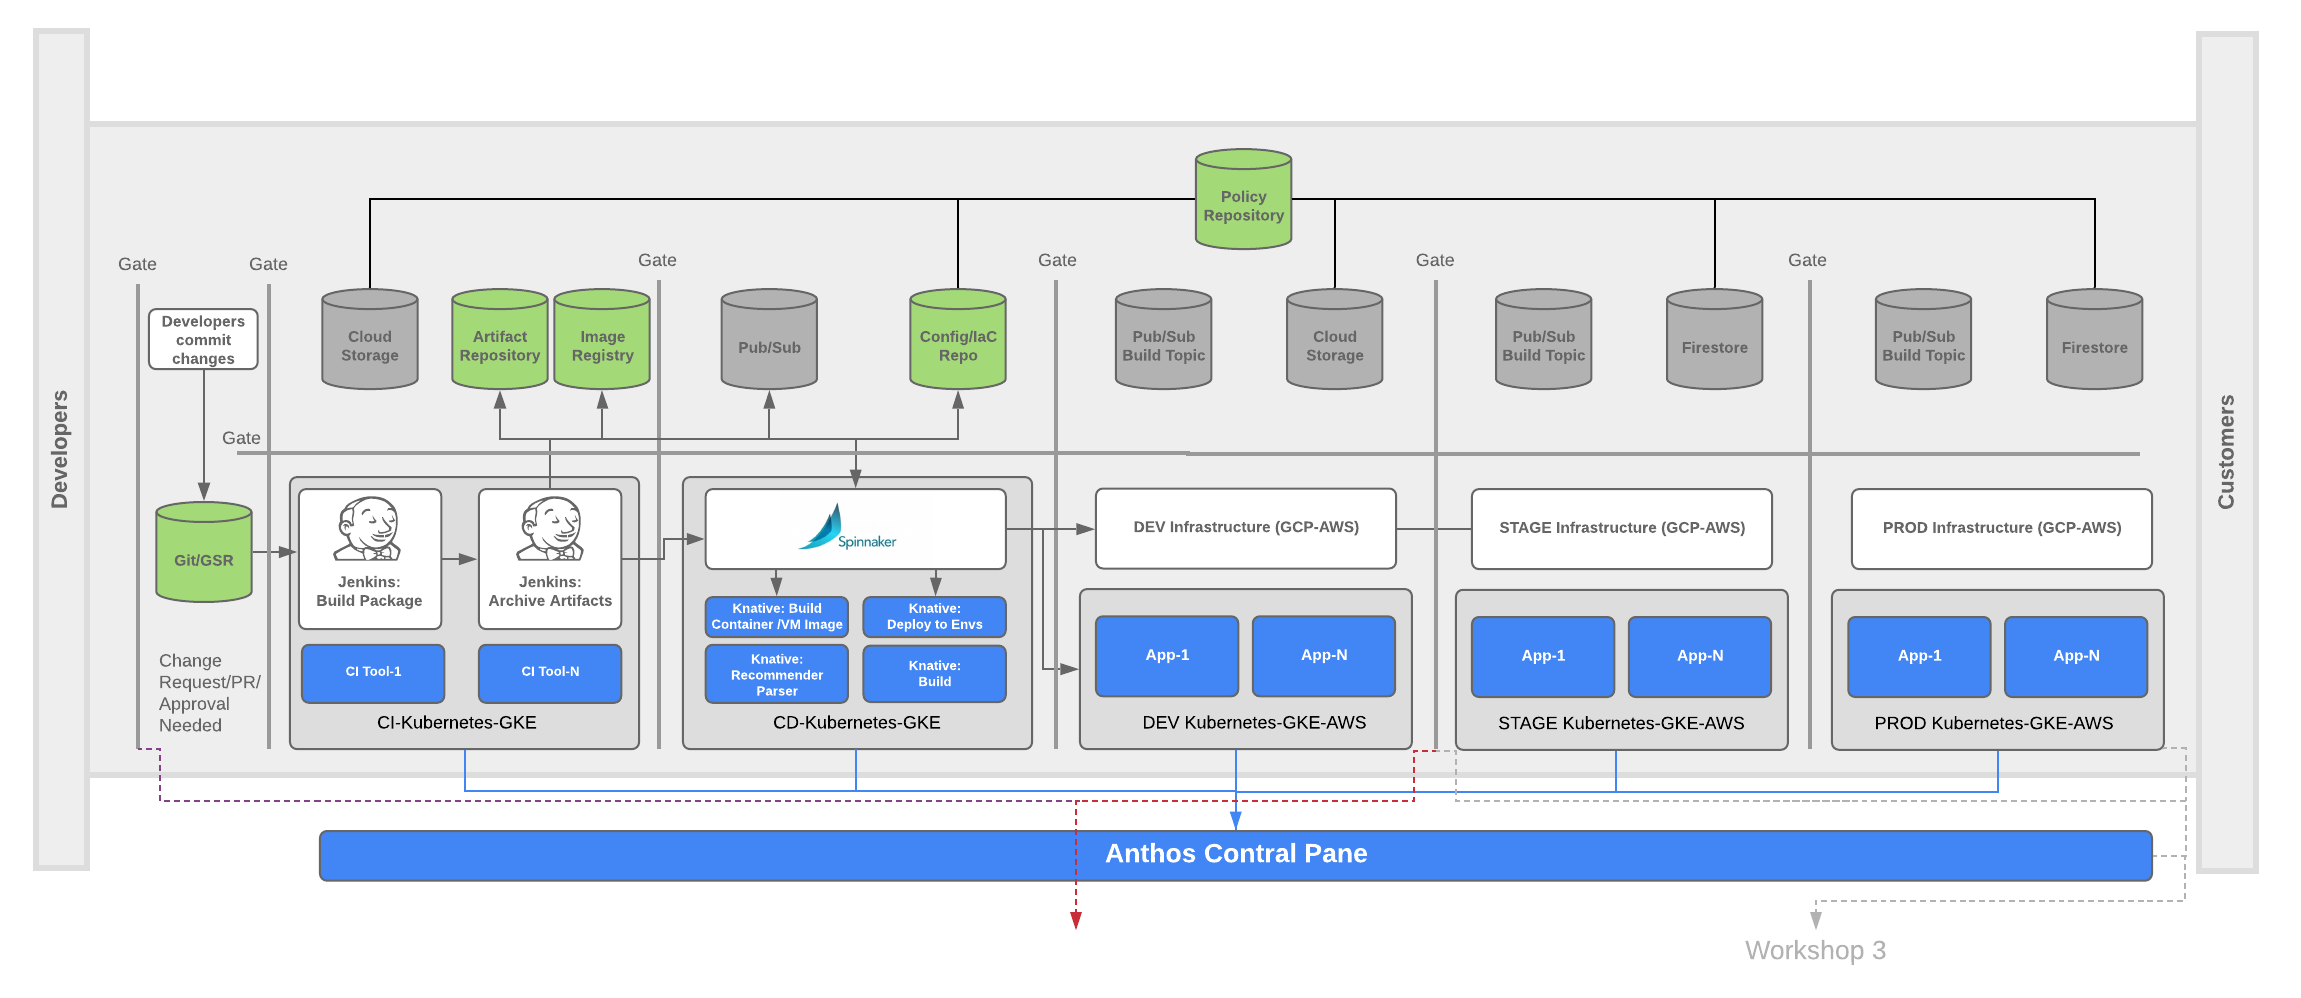 Developers
Customers
Policy
Repository
Gate
Gate
Gate
Gate
Gate
Gate
Developers
commit
changes
Cloud
Storage
Artifact
Repository
Image
Registry
Pub/Sub
Config/IaC
Repo
Pub/Sub
Build Topic
Cloud
Storage
Pub/Sub
Build Topic
Firestore
Pub/Sub
Build Topic
Firestore
Gate
Git/GSR
Jenkins:
Build Package
Jenkins:
Archive Artifacts
Spinnaker
DEV Infrastructure (GCP-AWS)
STAGE Infrastructure (GCP-AWS)
PROD Infrastructure (GCP-AWS)
Knative: Build
Container /VM Image
Knative:
Deploy to Envs
Knative:
Recommender
Parser
Knative:
Build
CI Tool-1
CI Tool-N
App-1
App-N
App-1
App-N
App-1
App-N
Change
Request/PR/
Approval
Needed
CI-Kubernetes-GKE
CD-Kubernetes-GKE
DEV Kubernetes-GKE-AWS
STAGE Kubernetes-GKE-AWS
PROD Kubernetes-GKE-AWS
Anthos Contral Pane
Workshop 3